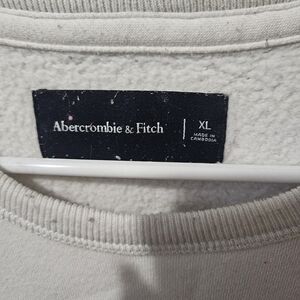 Abercrombie & Fitch
XL
MADE IN
CAMBODIA